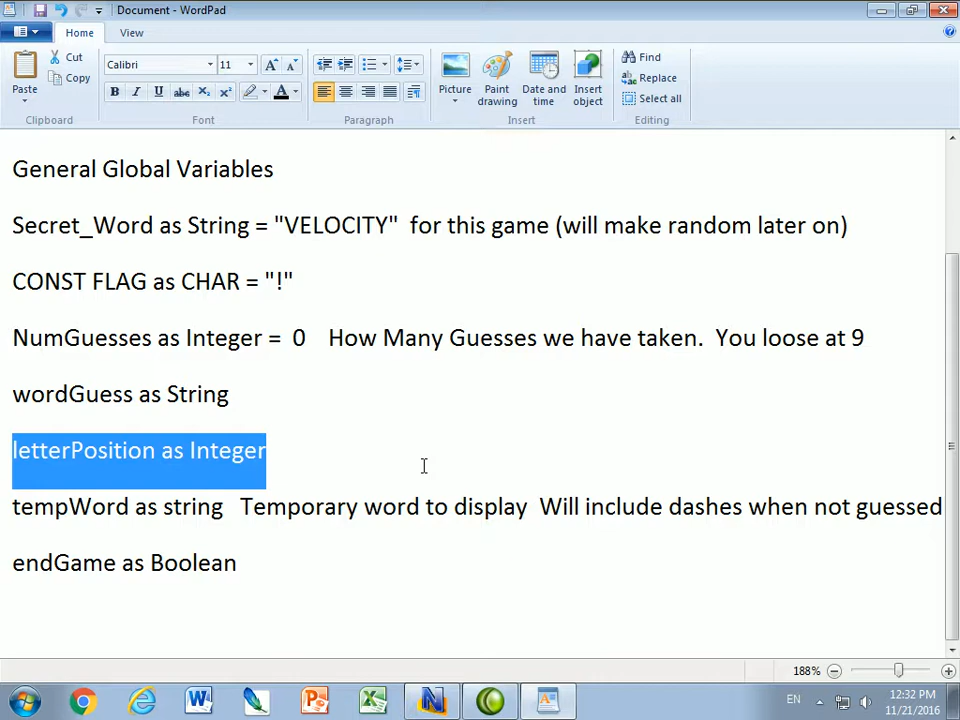 Document - WordPad
Home View
Paste
Cut
Copy
Clipboard
Calibri 11
A A
B I U abc X₂ X² A
Font
Paragraph
Picture
Paint drawing
Date and time
Insert object
Insert
Find
Replace
Select all
Editing
General Global Variables
Secret_Word as String = "VELOCITY" for this game (will make random later on)
CONST FLAG as CHAR = "!"
NumGuesses as Integer = 0 How Many Guesses we have taken. You loose at 9
wordGuess as String
letterPosition as Integer
tempWord as string Temporary word to display Will include dashes when not guessed
endGame as Boolean
188%
EN
12:32 PM
11/21/2016